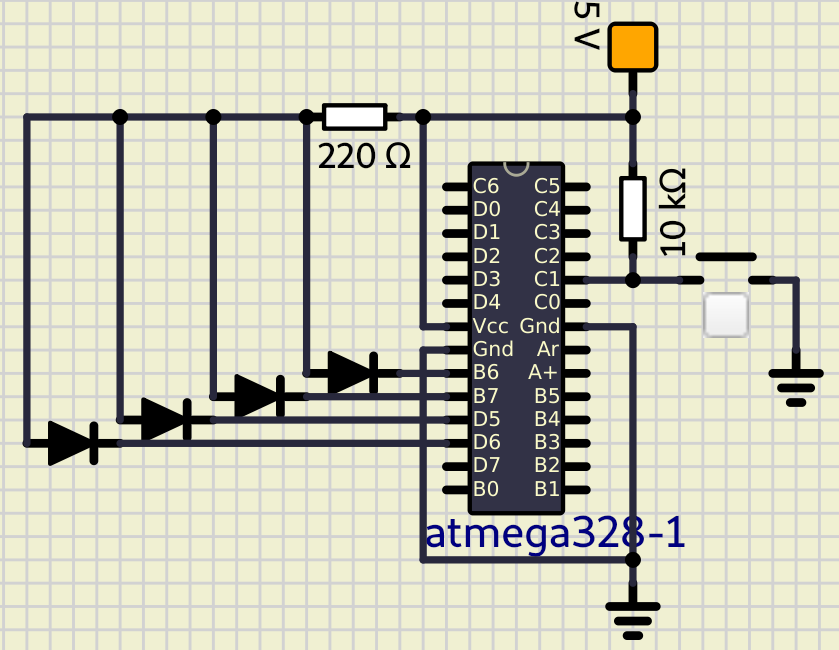 5 V
220 Ω
10 kΩ
C6 C5
D0 C4
D1 C3
D2 C2
D3 C1
D4 C0
Vcc Gnd
Gnd Ar
B6 A+
B7 B5
D5 B4
D6 B3
D7 B2
B0 B1
atmega328-1